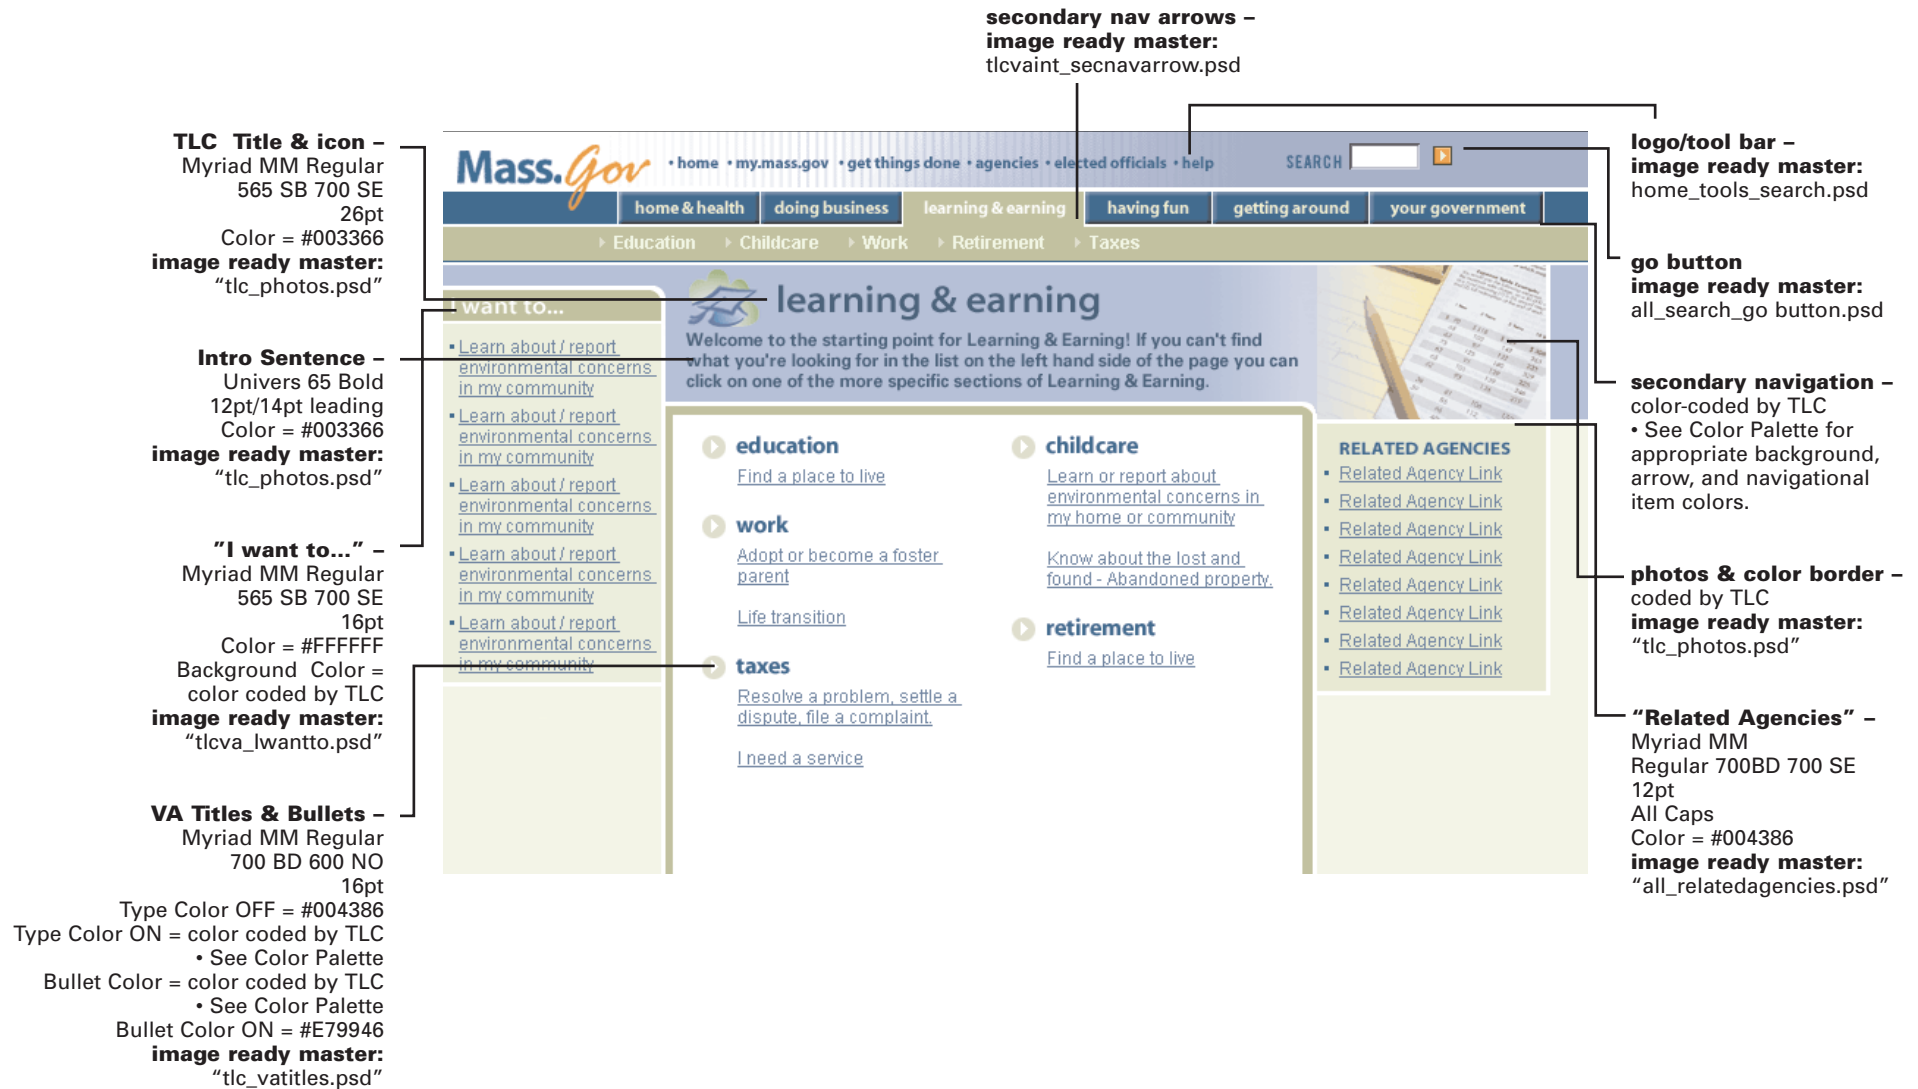 secondary nav arrows –
image ready master:
tlcvaint_secnavarrow.psd
TLC  Title & icon –
Myriad MM Regular
565 SB 700 SE
26pt
Color = #003366
image ready master:
“tlc_photos.psd”
Intro Sentence –
Univers 65 Bold
12pt/14pt leading
Color = #003366
image ready master:
“tlc_photos.psd”
”I want to...” –
Myriad MM Regular
565 SB 700 SE
16pt
Color = #FFFFFF
Background  Color =
color coded by TLC
image ready master:
“tlcva_Iwantto.psd”
VA Titles & Bullets –
Myriad MM Regular
700 BD 600 NO
16pt
Type Color OFF = #004386
Type Color ON = color coded by TLC
• See Color Palette
Bullet Color = color coded by TLC
• See Color Palette
Bullet Color ON = #E79946
image ready master:
“tlc_vatitles.psd”
Mass.Gov
• home • my.mass.gov • get things done • agencies • elected officials • help
SEARCH
home & health doing business learning & earning having fun getting around your government
Education Childcare Work Retirement Taxes
I want to...
▪ Learn about / report
environmental concerns
in my community
▪ Learn about / report
environmental concerns
in my community
▪ Learn about / report
environmental concerns
in my community
▪ Learn about / report
environmental concerns
in my community
▪ Learn about / report
environmental concerns
in my community
learning & earning
Welcome to the starting point for Learning & Earning! If you can't find
what you're looking for in the list on the left hand side of the page you can
click on one of the more specific sections of Learning & Earning.
education
Find a place to live
work
Adopt or become a foster
parent
Life transition
taxes
Resolve a problem, settle a
dispute, file a complaint.
I need a service
childcare
Learn or report about
environmental concerns in
my home or community
Know about the lost and
found - Abandoned property.
retirement
Find a place to live
RELATED AGENCIES
▪ Related Agency Link
▪ Related Agency Link
▪ Related Agency Link
▪ Related Agency Link
▪ Related Agency Link
▪ Related Agency Link
▪ Related Agency Link
▪ Related Agency Link
logo/tool bar –
image ready master:
home_tools_search.psd
go button
image ready master:
all_search_go button.psd
secondary navigation –
color-coded by TLC
• See Color Palette for
appropriate background,
arrow, and navigational
item colors.
photos & color border –
coded by TLC
image ready master:
“tlc_photos.psd”
“Related Agencies” –
Myriad MM
Regular 700BD 700 SE
12pt
All Caps
Color = #004386
image ready master:
“all_relatedagencies.psd”